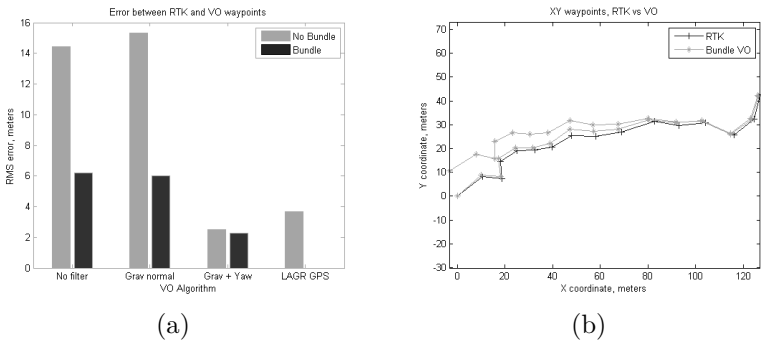 Error between RTK and VO waypoints
16
14
12
10
8
6
4
2
0
RMS error, meters
No Bundle
Bundle
No filter
Grav normal
Grav + Yaw
LAGR GPS
VO Algorithm
(a)
XY waypoints, RTK vs VO
70
60
50
40
30
20
10
0
-10
-20
-30
Y coordinate, meters
RTK
Bundle VO
0
20
40
60
80
100
120
X coordinate, meters
(b)